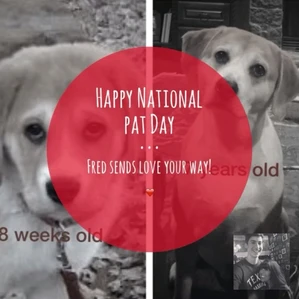 HAPPY NATIONAL
PAT DAY
...
FRED SENDS LOVE YOUR WAY!
years old
8 weeks old